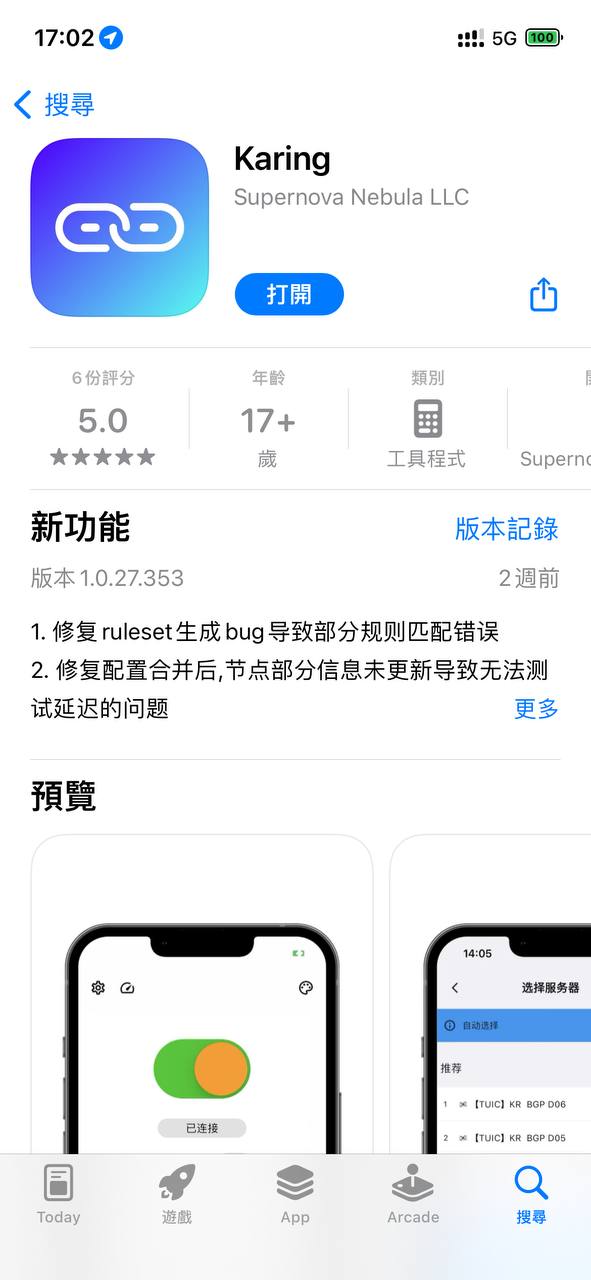 17:02
5G
100
搜尋
Karing
Supernova Nebula LLC
打開
6份評分
年齡
類別
5.0
17+
歲
工具程式
Superno
新功能
版本記錄
版本 1.0.27.353
2 週前
1. 修复 ruleset 生成 bug 导致部分规则匹配错误
2. 修复配置合并后,节点部分信息未更新导致无法测
试延迟的问题
更多
預覽
已连接
14:05
选择服务器
自动选择
推荐
1 【TUIC】KR BGP D06
2 【TUIC】KR BGP D05
Today
遊戲
App
Arcade
搜尋